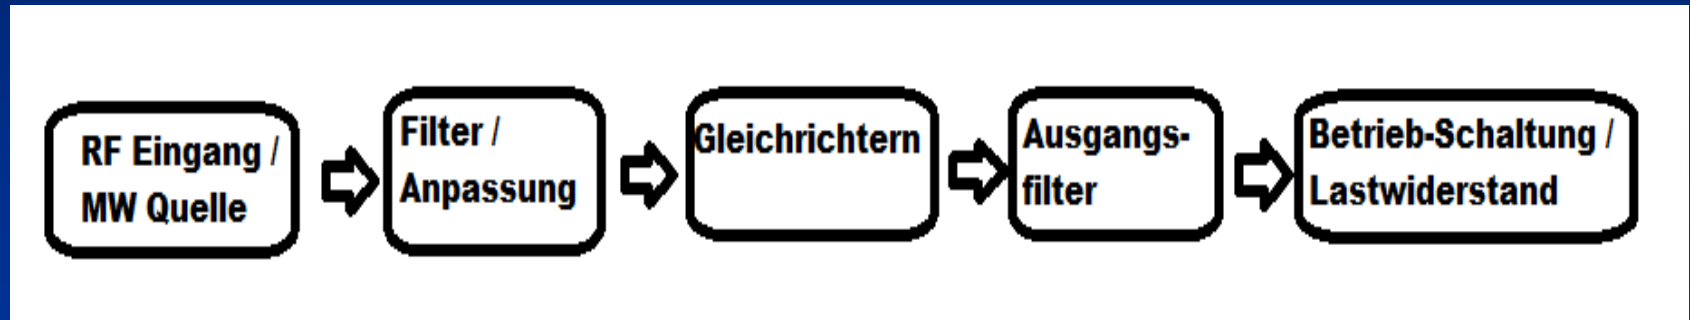 RF Eingang /
MW Quelle
Filter /
Anpassung
Gleichrichtern
Ausgangs-
filter
Betrieb-Schaltung /
Lastwiderstand